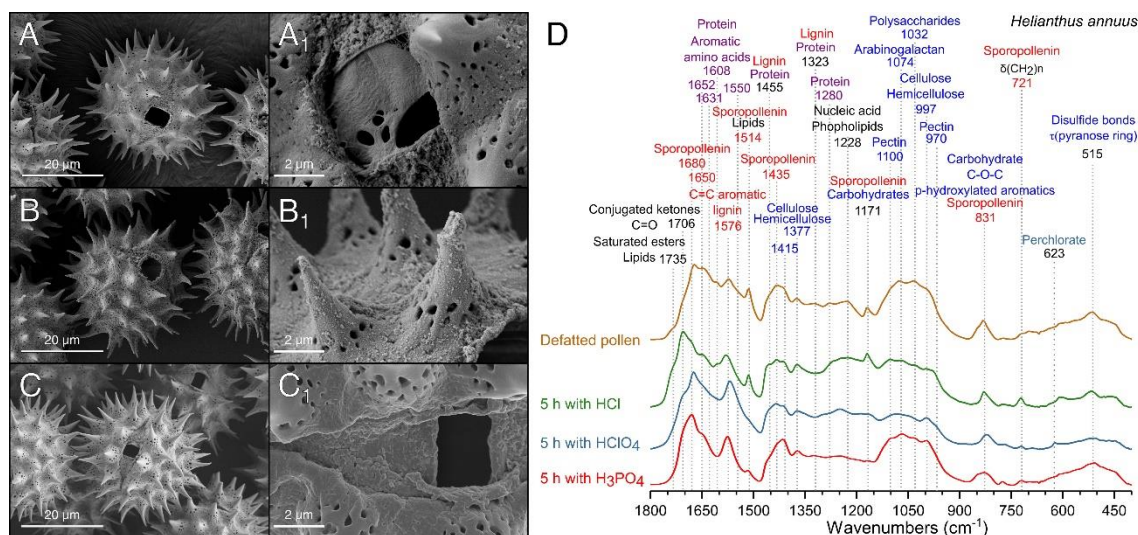 A
20 µm
A1
2 µm
B
20 µm
B1
2 µm
C
20 µm
C1
2 µm
D
Helianthus annuus
Protein
Aromatic
amino acids
1608
1652
1631
1550
Lignin
Protein
1455
Lignin
Protein
1323
Protein
1280
Polysaccharides
1032
Arabinogalactan
1074
Cellulose
Hemicellulose
997
Sporopollenin
δ(CH2)n
721
Sporopollenin
Lipids
1514
Nucleic acid
Phopholipids
1228
Pectin
1100
Pectin
970
Disulfide bonds
τ(pyranose ring)
515
Sporopollenin
1680
1650
Sporopollenin
1435
Sporopollenin
Carbohydrates
1171
Carbohydrate
C-O-C
p-hydroxylated aromatics
Sporopollenin
831
C=C aromatic
lignin
1576
Cellulose
Hemicellulose
1377
1415
Conjugated ketones
C=O 1706
Saturated esters
Lipids 1735
Perchlorate
623
Defatted pollen
5 h with HCl
5 h with HClO4
5 h with H3PO4
1800 1650 1500 1350 1200 1050 900 750 600 450
Wavenumbers (cm-1)